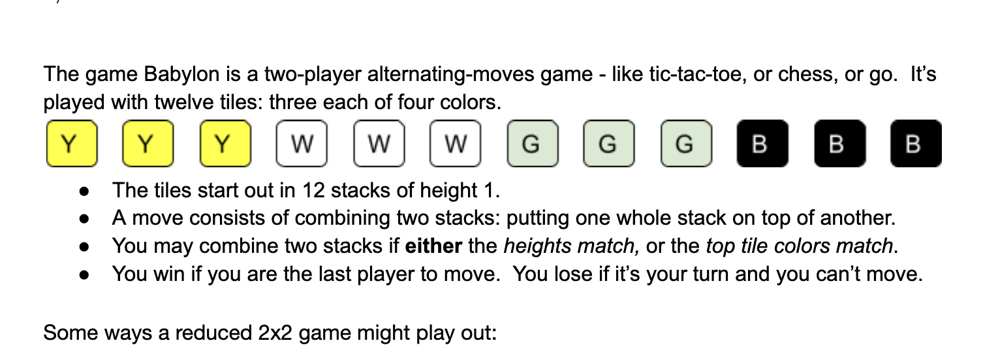 The game Babylon is a two-player alternating-moves game - like tic-tac-toe, or chess, or go.  It's
played with twelve tiles: three each of four colors.
Y Y Y W W W G G G B B B
● The tiles start out in 12 stacks of height 1.
● A move consists of combining two stacks: putting one whole stack on top of another.
● You may combine two stacks if either the heights match, or the top tile colors match.
● You win if you are the last player to move.  You lose if it's your turn and you can't move.
Some ways a reduced 2x2 game might play out: